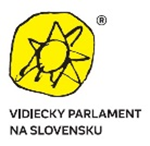 ®
VIDIECKY PARLAMENT
NA SLOVENSKU